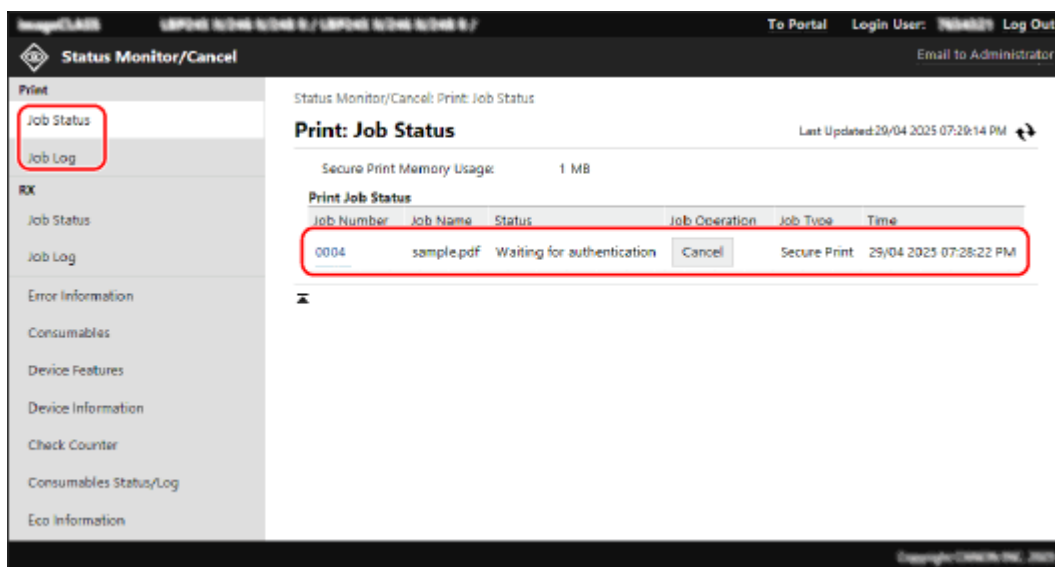 To Portal Login User: Log Out
Status Monitor/Cancel Email to Administrator
Print
Job Status
Job Log
RX
Job Status
Job Log
Error Information
Consumables
Device Features
Device Information
Check Counter
Consumables Status/Log
Eco Information
Status Monitor/Cancel: Print: Job Status
Print: Job Status Last Updated:29/04 2025 07:29:14 PM
Secure Print Memory Usage: 1 MB
Print Job Status
Job Number Job Name Status Job Operation Job Type Time
0004 sample.pdf Waiting for authentication Cancel Secure Print 29/04 2025 07:28:22 PM